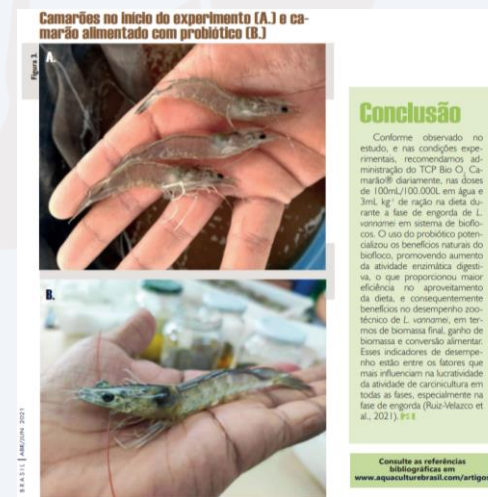 Camarões no início do experimento (A.) e ca-
marão alimentado com probiótico (B.)
Figura 3.
A.
B.
Conclusão
Conforme observado no
estudo, e nas condições expe-
rimentais, recomendamos ad-
ministração do TCP Bio O, Ca-
marão® diariamente, nas doses
de 100mL/100.000L em água e
3mL kg⁻¹ de ração na dieta du-
rante a fase de engorda de L.
vannamei em sistema de bioflo-
cos. O uso do probiótico poten-
cializou os benefícios naturais do
biofloco, promovendo aumento
da atividade enzimática digesti-
va, o que proporcionou maior
eficiência no aproveitamento
da dieta, e consequentemente
benefícios no desempenho zoo-
técnico de L. vannamei, em ter-
mos de biomassa final, ganho de
biomassa e conversão alimentar.
Esses indicadores de desempe-
nho estão entre os fatores que
mais influenciam na lucratividade
da atividade de carcinicultura em
todas as fases, especialmente na
fase de engorda (Ruiz-Velazco et
al., 2021).
Consulte as referências
bibliográficas em
www.aquaculturebrasil.com/artigos
BRASIL | ABR/JUN 2021